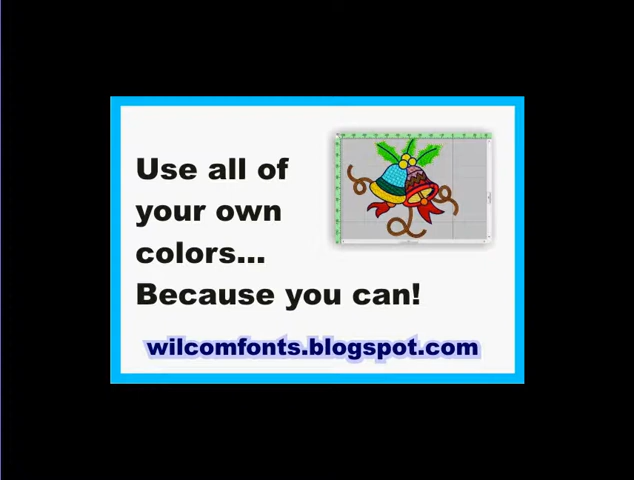 Use all of
your own
colors...
Because you can!
wilcomfonts.blogspot.com